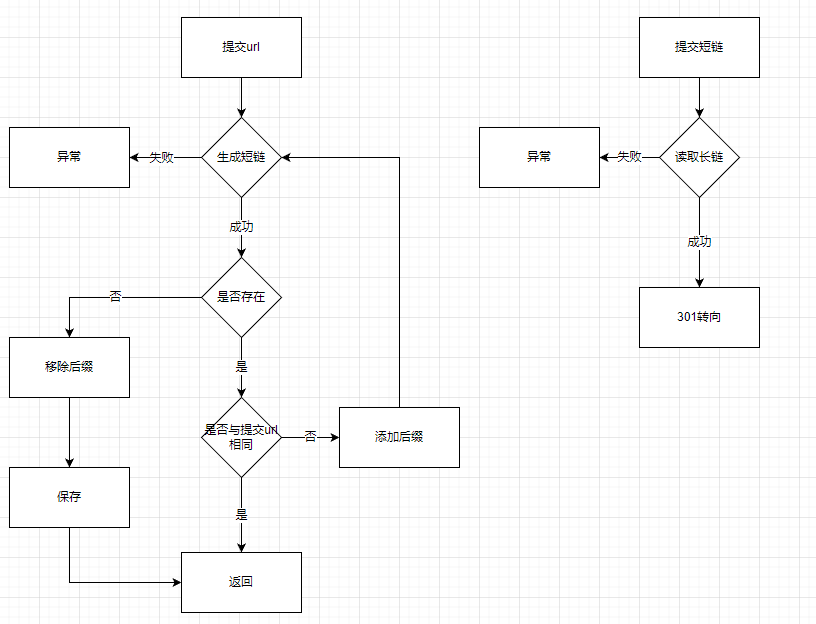 提交url
生成短链
失败
异常
成功
是否存在
否
移除后缀
是
是否与提交url
相同
否
添加后缀
保存
是
返回
提交短链
读取长链
失败
异常
成功
301转向